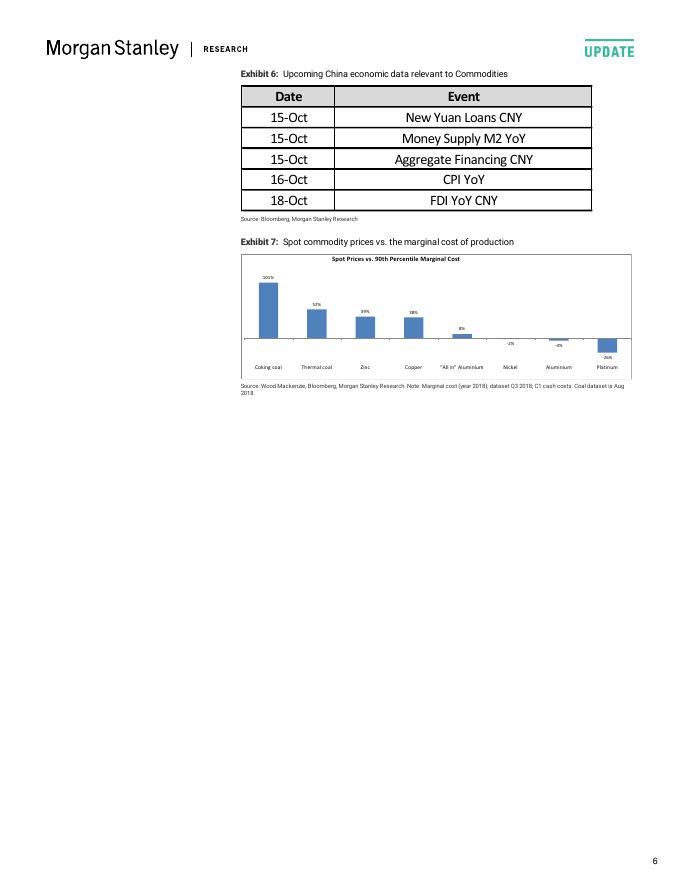 Morgan Stanley | RESEARCH
UPDATE
Exhibit 6: Upcoming China economic data relevant to Commodities
Date Event
15-Oct New Yuan Loans CNY
15-Oct Money Supply M2 YoY
15-Oct Aggregate Financing CNY
16-Oct CPI YoY
18-Oct FDI YoY CNY
Source: Bloomberg, Morgan Stanley Research
Exhibit 7: Spot commodity prices vs. the marginal cost of production
Spot Prices vs. 90th Percentile Marginal Cost
101%
52%
39%
38%
8%
-1%
-4%
-26%
Coking coal Thermal coal Zinc Copper "All in" Aluminium Nickel Aluminium Platinum
Source: Wood Mackenzie, Bloomberg, Morgan Stanley Research. Note: Marginal cost (year 2018); dataset Q3 2018; C1 cash costs. Coal dataset is Aug
2018.
6